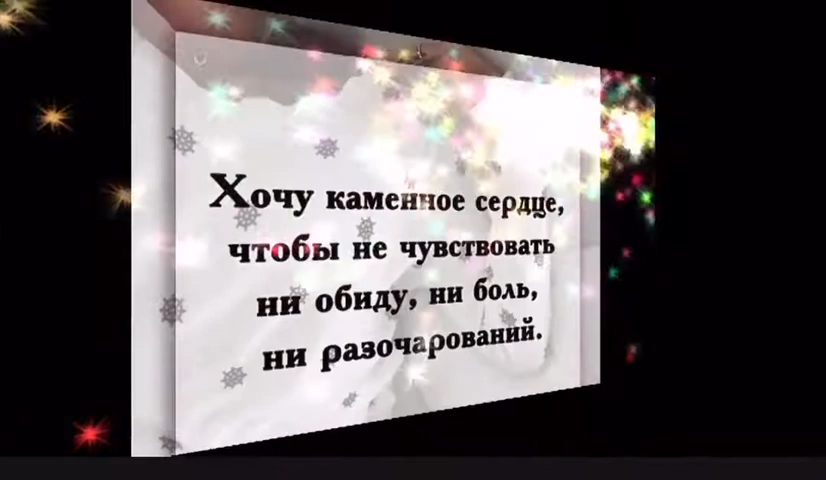 Хочу каменное сердце,
чтобы не чувствовать
ни обиду, ни боль,
ни разочарований.